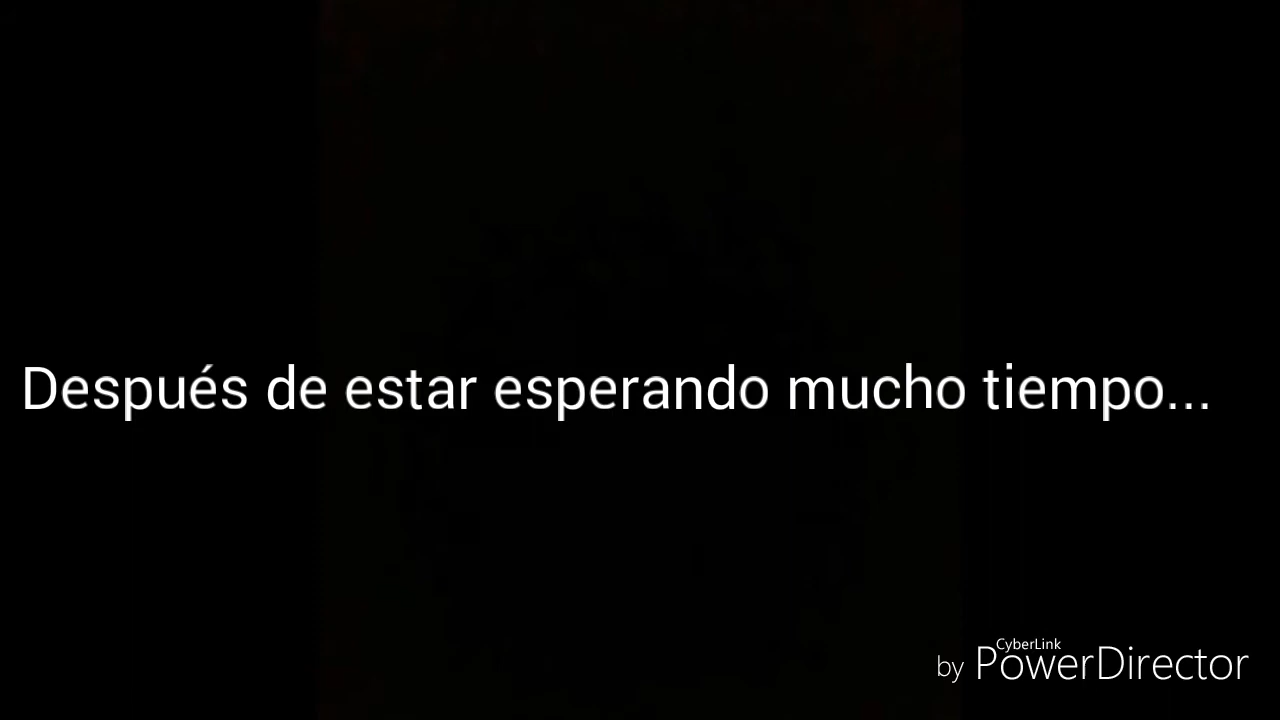 Después de estar esperando mucho tiempo...
CyberLink
by PowerDirector